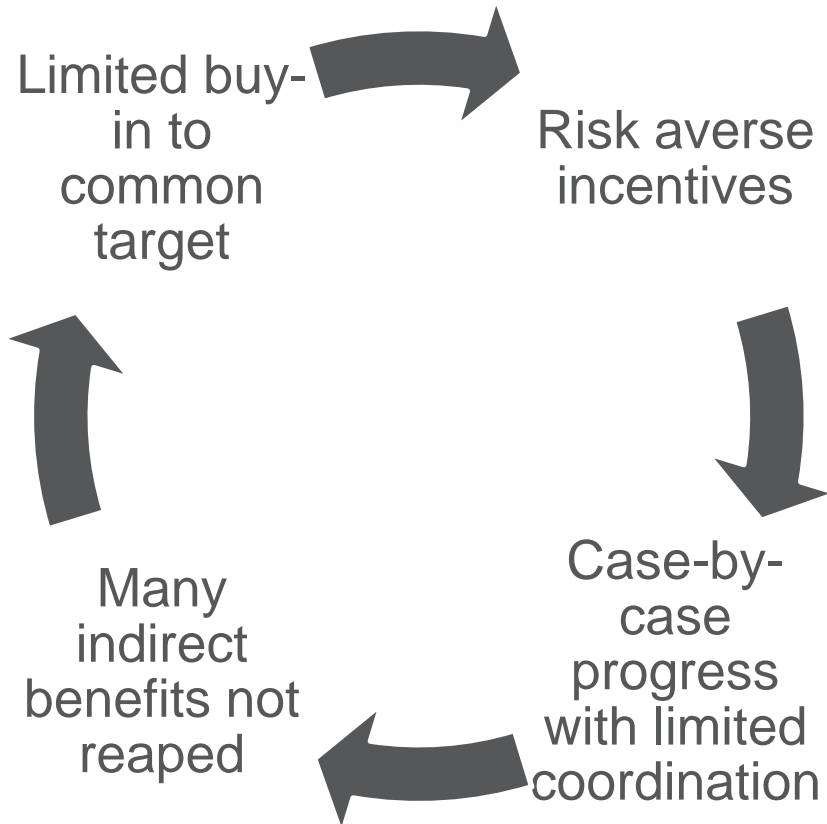 Limited buy-
in to
common
target
Risk averse
incentives
Case-by-
case
progress
with limited
coordination
Many
indirect
benefits not
reaped